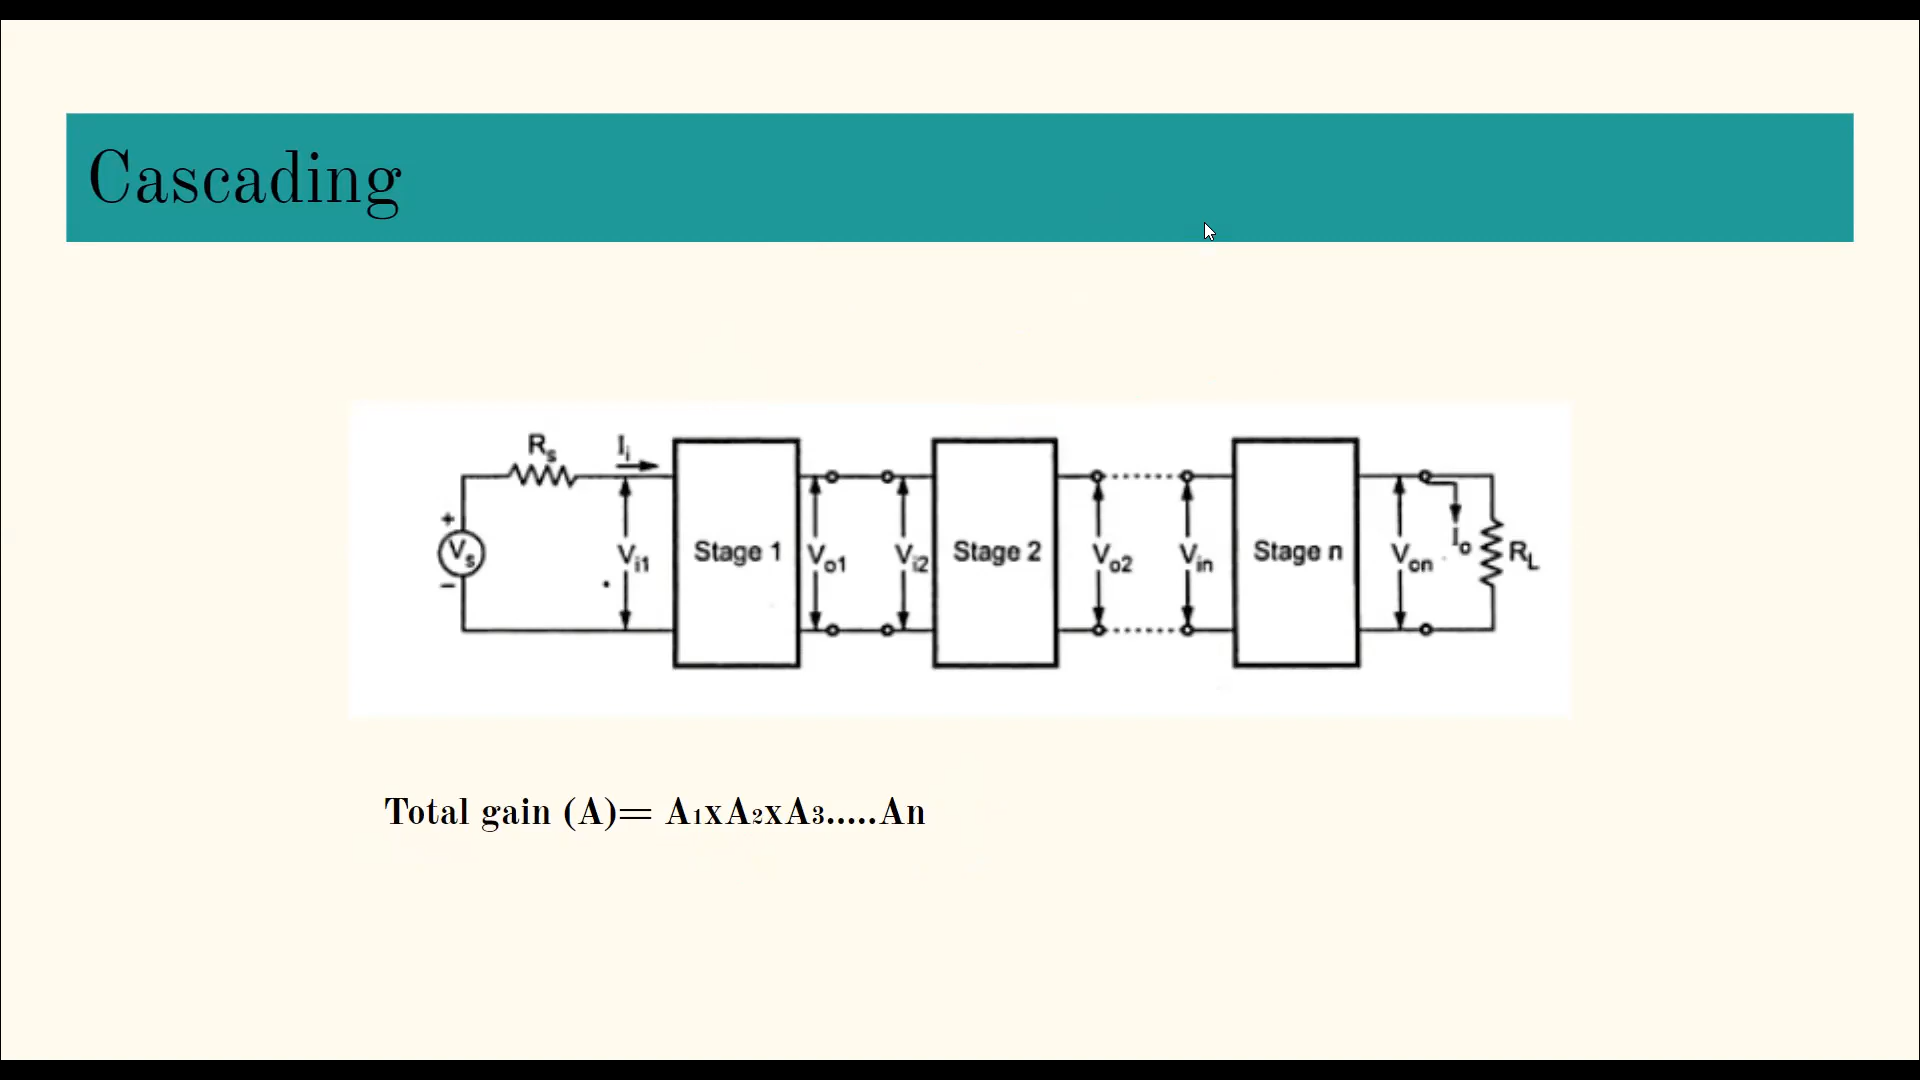 Cascading
Rs Ii
+ Vs −
Vi1 Stage 1 Vo1 Vi2 Stage 2 Vo2 Vin Stage n Von Io RL
Total gain (A)= A1xA2xA3.....An